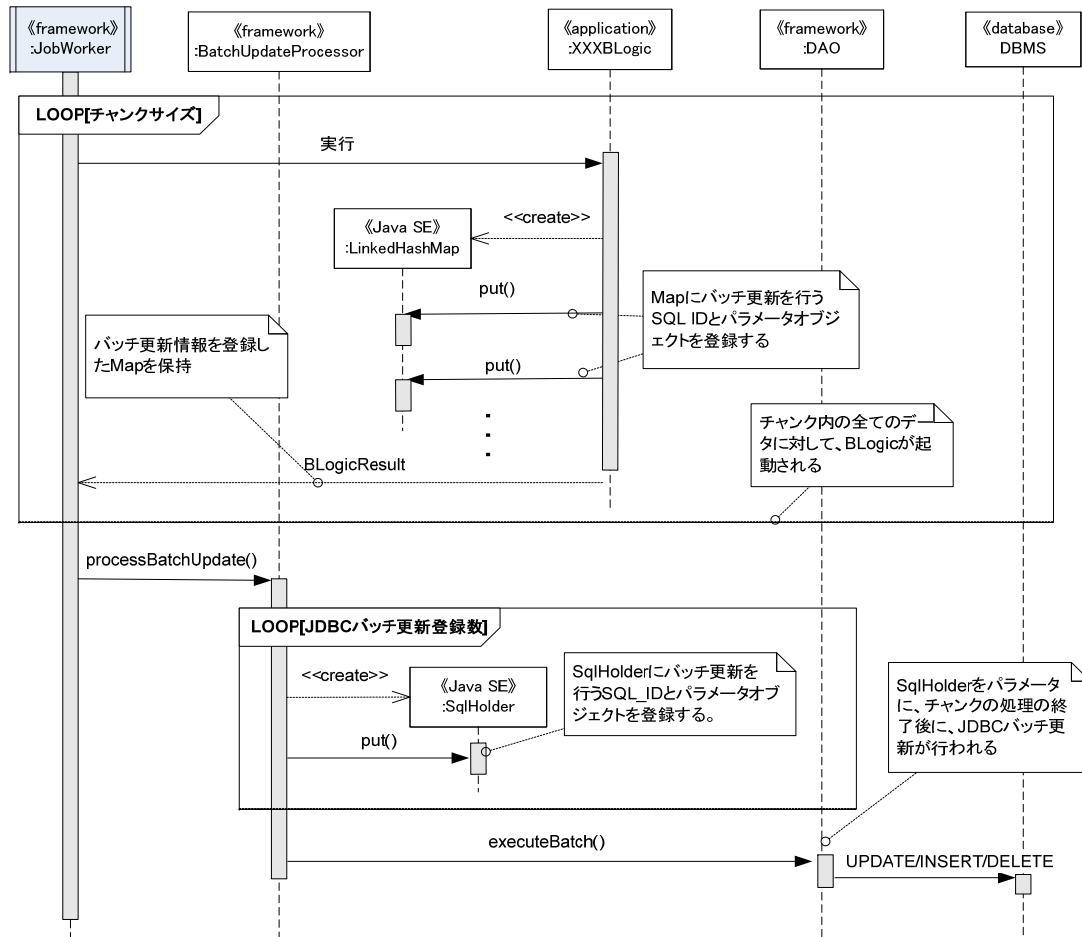 《framework》
:JobWorker
《framework》
:BatchUpdateProcessor
《application》
:XXXBLogic
《framework》
:DAO
《database》
DBMS
LOOP[チャンクサイズ]
実行
<<create>>
《Java SE》
:LinkedHashMap
put()
Mapにバッチ更新を行う
SQL IDとパラメータオブジ
ェクトを登録する
バッチ更新情報を登録し
たMapを保持
put()
チャンク内の全てのデー
タに対して、BLogicが起
動される
BLogicResult
processBatchUpdate()
LOOP[JDBCバッチ更新登録数]
<<create>>
《Java SE》
:SqlHolder
SqlHolderにバッチ更新を
行うSQL_IDとパラメータオブ
ジェクトを登録する。
put()
SqlHolderをパラメータ
に、チャンクの処理の終
了後に、JDBCバッチ更
新が行われる
executeBatch()
UPDATE/INSERT/DELETE